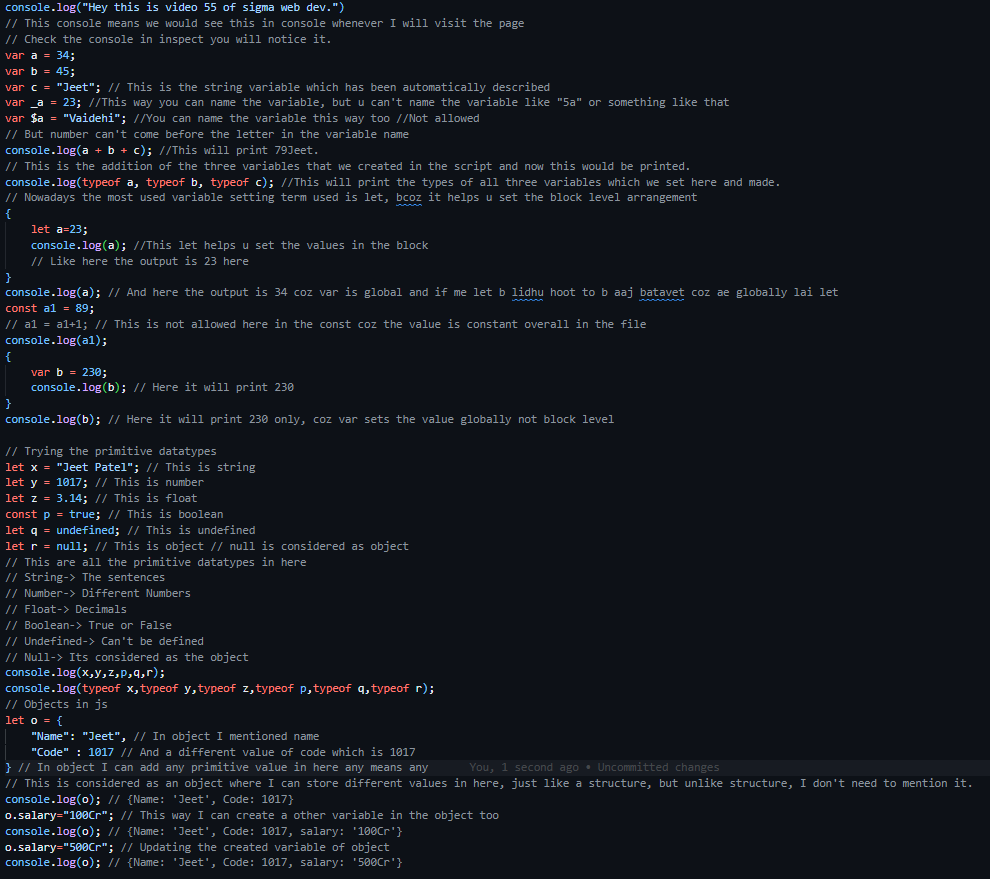 console.log("Hey this is video 55 of sigma web dev.")
// This console means we would see this in console whenever I will visit the page
// Check the console in inspect you will notice it.
var a = 34;
var b = 45;
var c = "Jeet"; // This is the string variable which has been automatically described
var _a = 23; //This way you can name the variable, but u can't name the variable like "5a" or something like that
var $a = "Vaidehi"; //You can name the variable this way too //Not allowed
// But number can't come before the letter in the variable name
console.log(a + b + c); //This will print 79Jeet.
// This is the addition of the three variables that we created in the script and now this would be printed.
console.log(typeof a, typeof b, typeof c); //This will print the types of all three variables which we set here and made.
// Nowadays the most used variable setting term used is let, bcoz it helps u set the block level arrangement
{
    let a=23;
    console.log(a); //This let helps u set the values in the block
    // Like here the output is 23 here
}
console.log(a); // And here the output is 34 coz var is global and if me let b lidhu hoot to b aaj batavet coz ae globally lai let
const a1 = 89;
// a1 = a1+1; // This is not allowed here in the const coz the value is constant overall in the file
console.log(a1);
{
    var b = 230;
    console.log(b); // Here it will print 230
}
console.log(b); // Here it will print 230 only, coz var sets the value globally not block level
// Trying the primitive datatypes
let x = "Jeet Patel"; // This is string
let y = 1017; // This is number
let z = 3.14; // This is float
const p = true; // This is boolean
let q = undefined; // This is undefined
let r = null; // This is object // null is considered as object
// This are all the primitive datatypes in here
// String-> The sentences
// Number-> Different Numbers
// Float-> Decimals
// Boolean-> True or False
// Undefined-> Can't be defined
// Null-> Its considered as the object
console.log(x,y,z,p,q,r);
console.log(typeof x,typeof y,typeof z,typeof p,typeof q,typeof r);
// Objects in js
let o = {
    "Name": "Jeet", // In object I mentioned name
    "Code" : 1017 // And a different value of code which is 1017
} // In object I can add any primitive value in here any means any      You, 1 second ago • Uncommitted changes
// This is considered as an object where I can store different values in here, just like a structure, but unlike structure, I don't need to mention it.
console.log(o); // {Name: 'Jeet', Code: 1017}
o.salary="100Cr"; // This way I can create a other variable in the object too
console.log(o); // {Name: 'Jeet', Code: 1017, salary: '100Cr'}
o.salary="500Cr"; // Updating the created variable of object
console.log(o); // {Name: 'Jeet', Code: 1017, salary: '500Cr'}